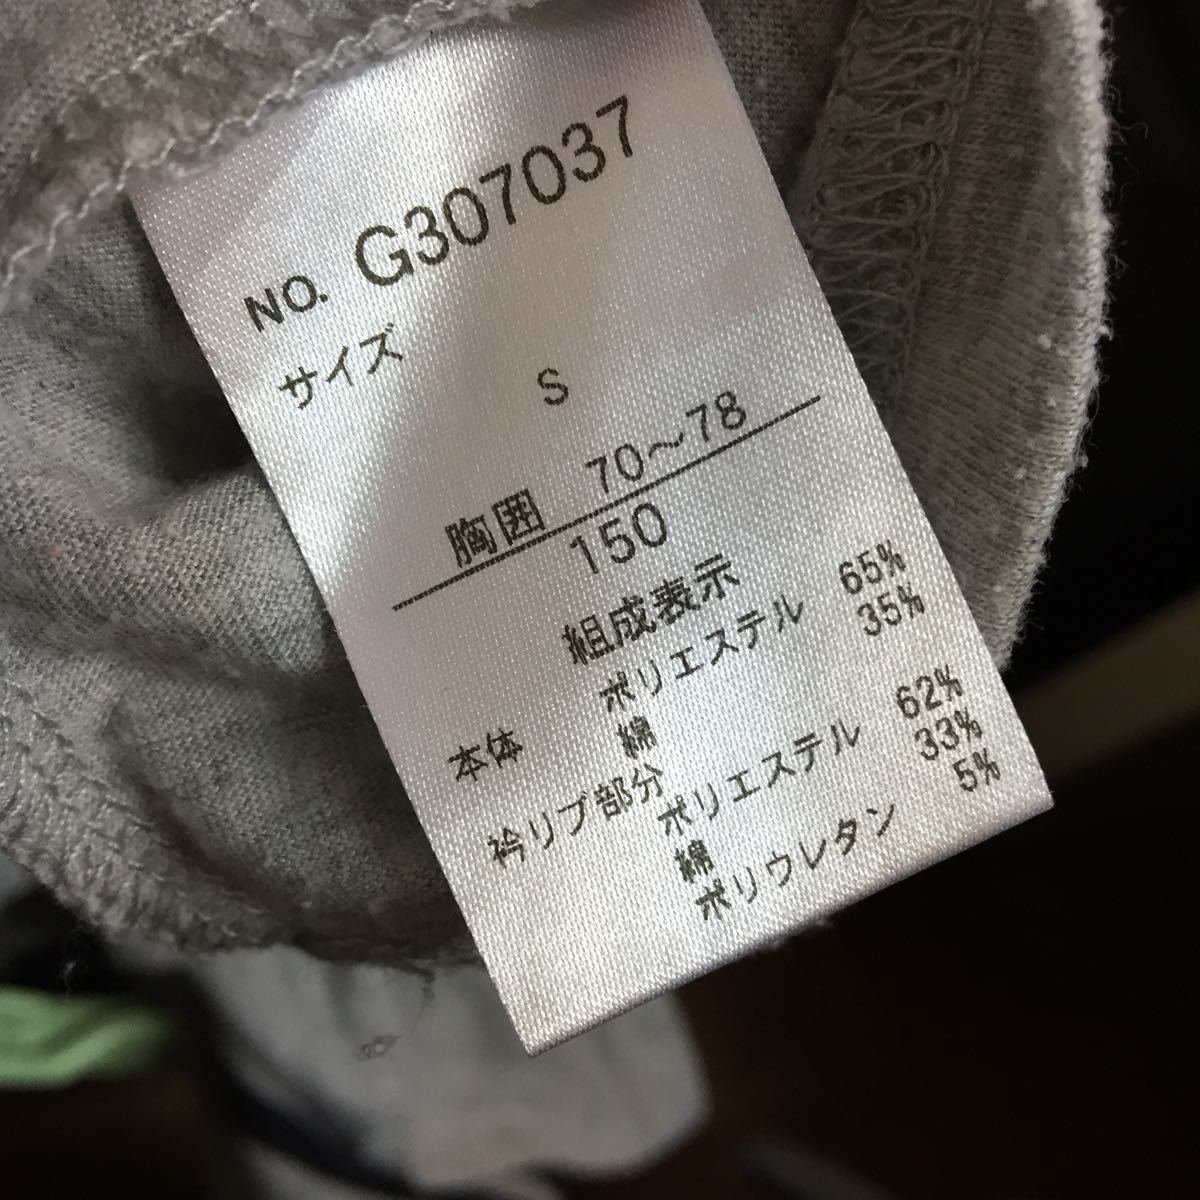 NO. G307037
サイズ
S
胸囲 70～78
150
組成表示
本体 ポリエステル 65%
綿 35%
衿リブ部分 ポリエステル 62%
綿 33%
ポリウレタン 5%